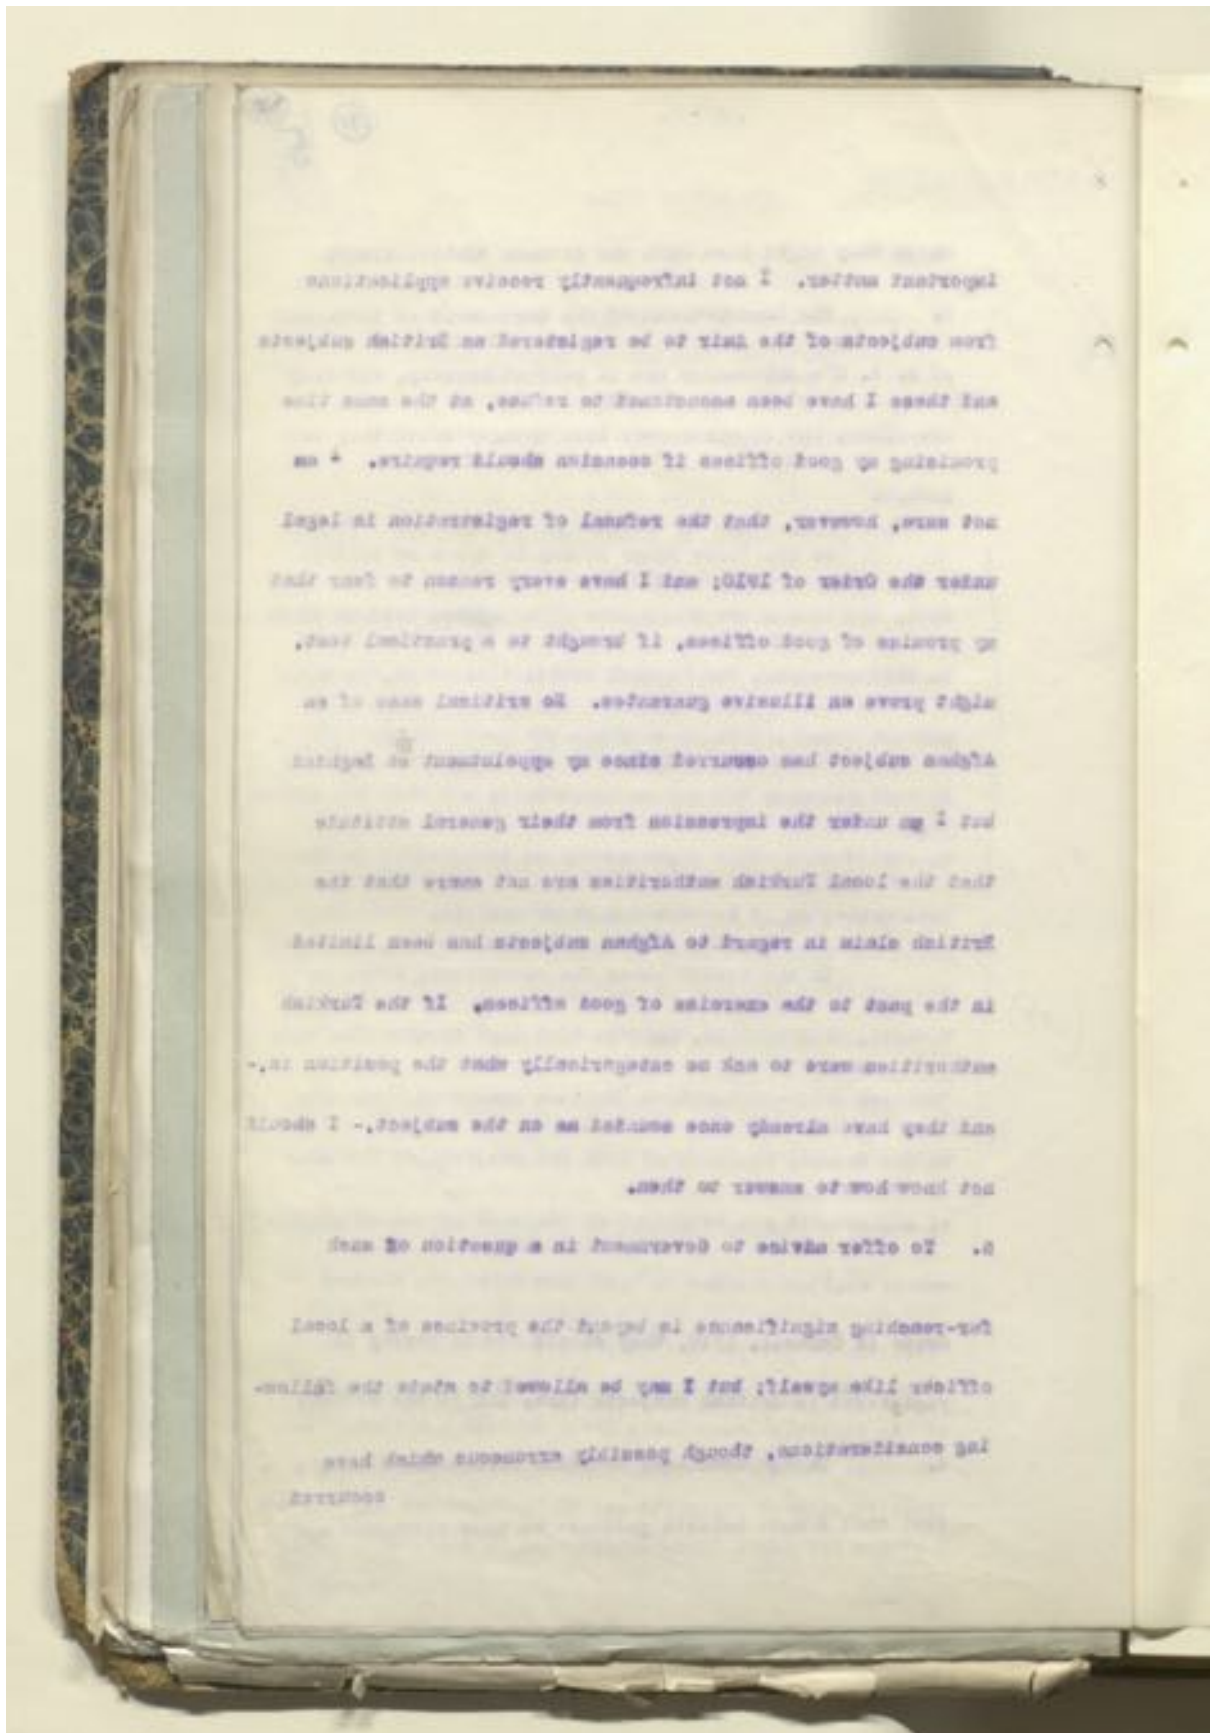 important matter. I not infrequently receive applications
from subjects of the Amir to be registered as British subjects
and these I have been accustomed to refuse, at the same time
promising my good offices if occasion should require. I am
not sure, however, that the refusal of registration is legal
under the Order of 1910; and I have every reason to fear that
my promise of good offices, if brought to a practical test,
might prove an illusive guarantee. No critical case of an
Afghan subject has occurred since my appointment to Baghdad
but I am under the impression from their general attitude
that the local Turkish authorities are not aware that the
British claim in regard to Afghan subjects has been limited
in the past to the exercise of good offices. If the Turkish
authorities were to ask me categorically what the position is,-
and they have already once sounded me on the subject,- I should
not know how to answer to them.
5. To offer advice to Government in a question of such
far-reaching significance is beyond the province of a local
officer like myself; but I may be allowed to state the follow-
ing considerations, though possibly erroneous which have
occurred